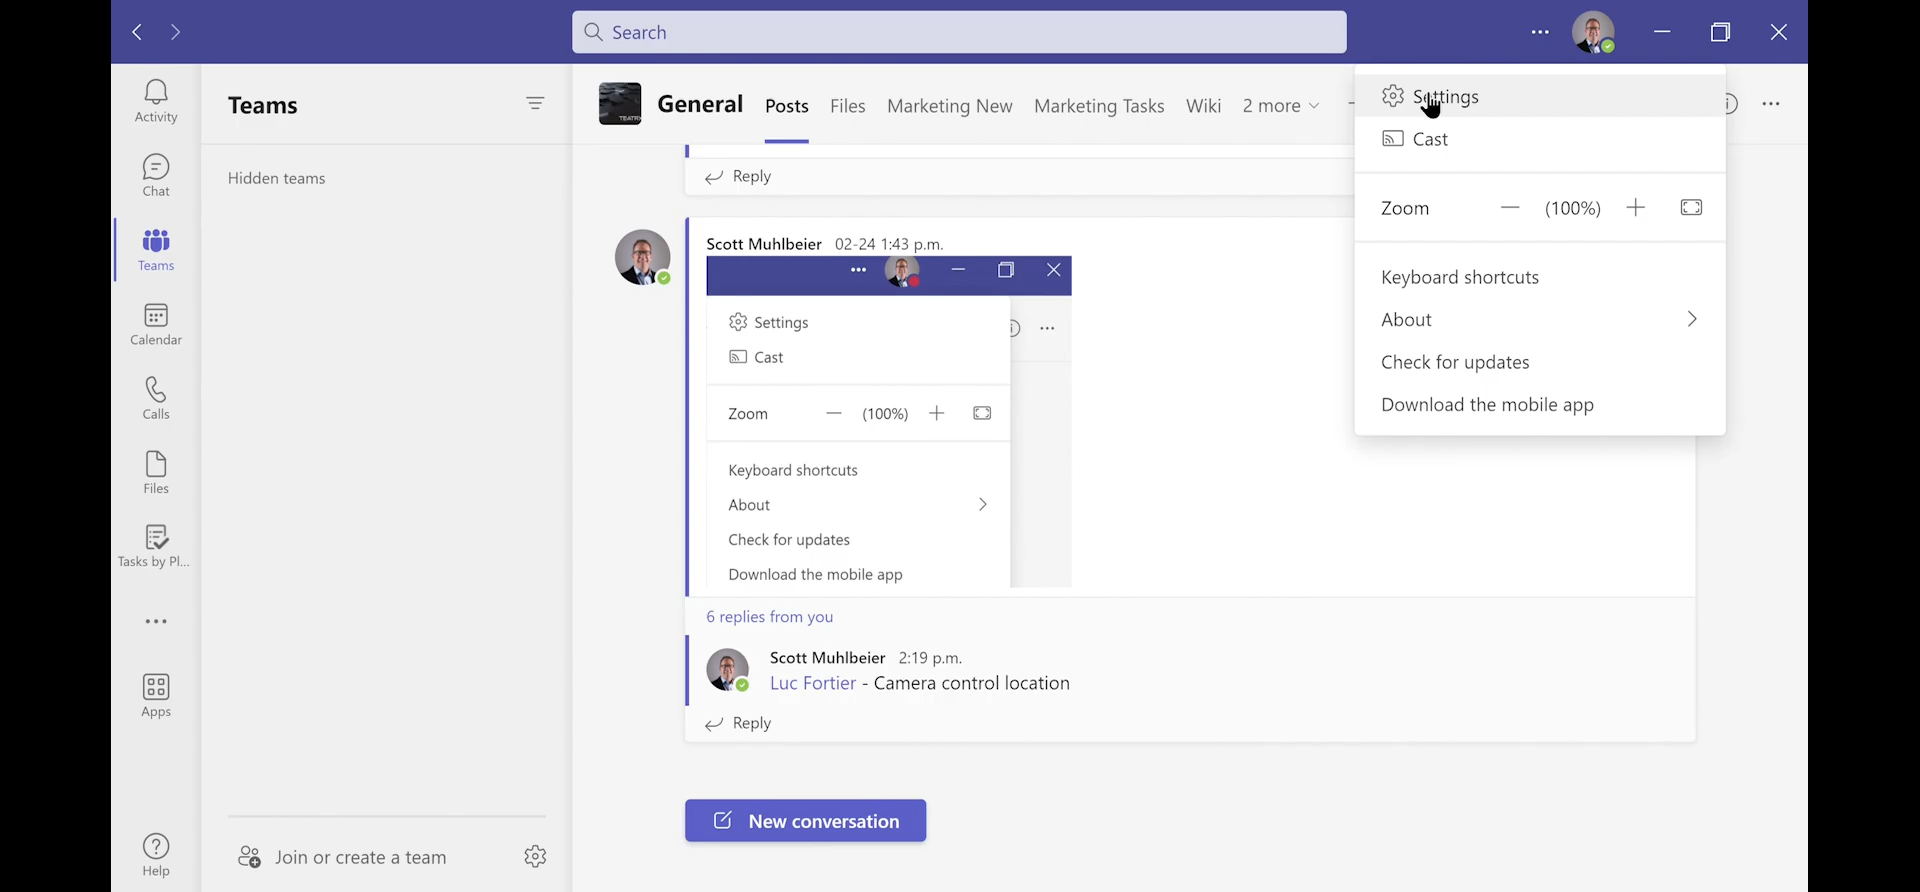 Search
Activity
Chat
Teams
Calendar
Calls
Files
Tasks by Pl...
Apps
Help
Teams
Hidden teams
Join or create a team
TEATRX
General
Posts
Files
Marketing New
Marketing Tasks
Wiki
2 more
Reply
Scott Muhlbeier 02-24 1:43 p.m.
Settings
Cast
Zoom (100%)
Keyboard shortcuts
About
Check for updates
Download the mobile app
6 replies from you
Scott Muhlbeier 2:19 p.m.
Luc Fortier - Camera control location
Reply
New conversation
Settings
Cast
Zoom (100%)
Keyboard shortcuts
About
Check for updates
Download the mobile app